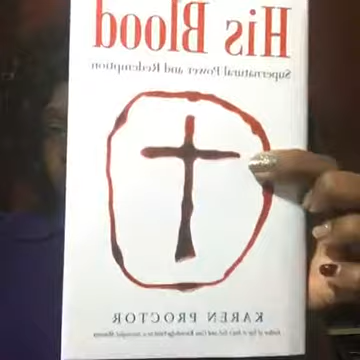 His Blood
Supernatural Power and Redemption
KAREN PROCTOR